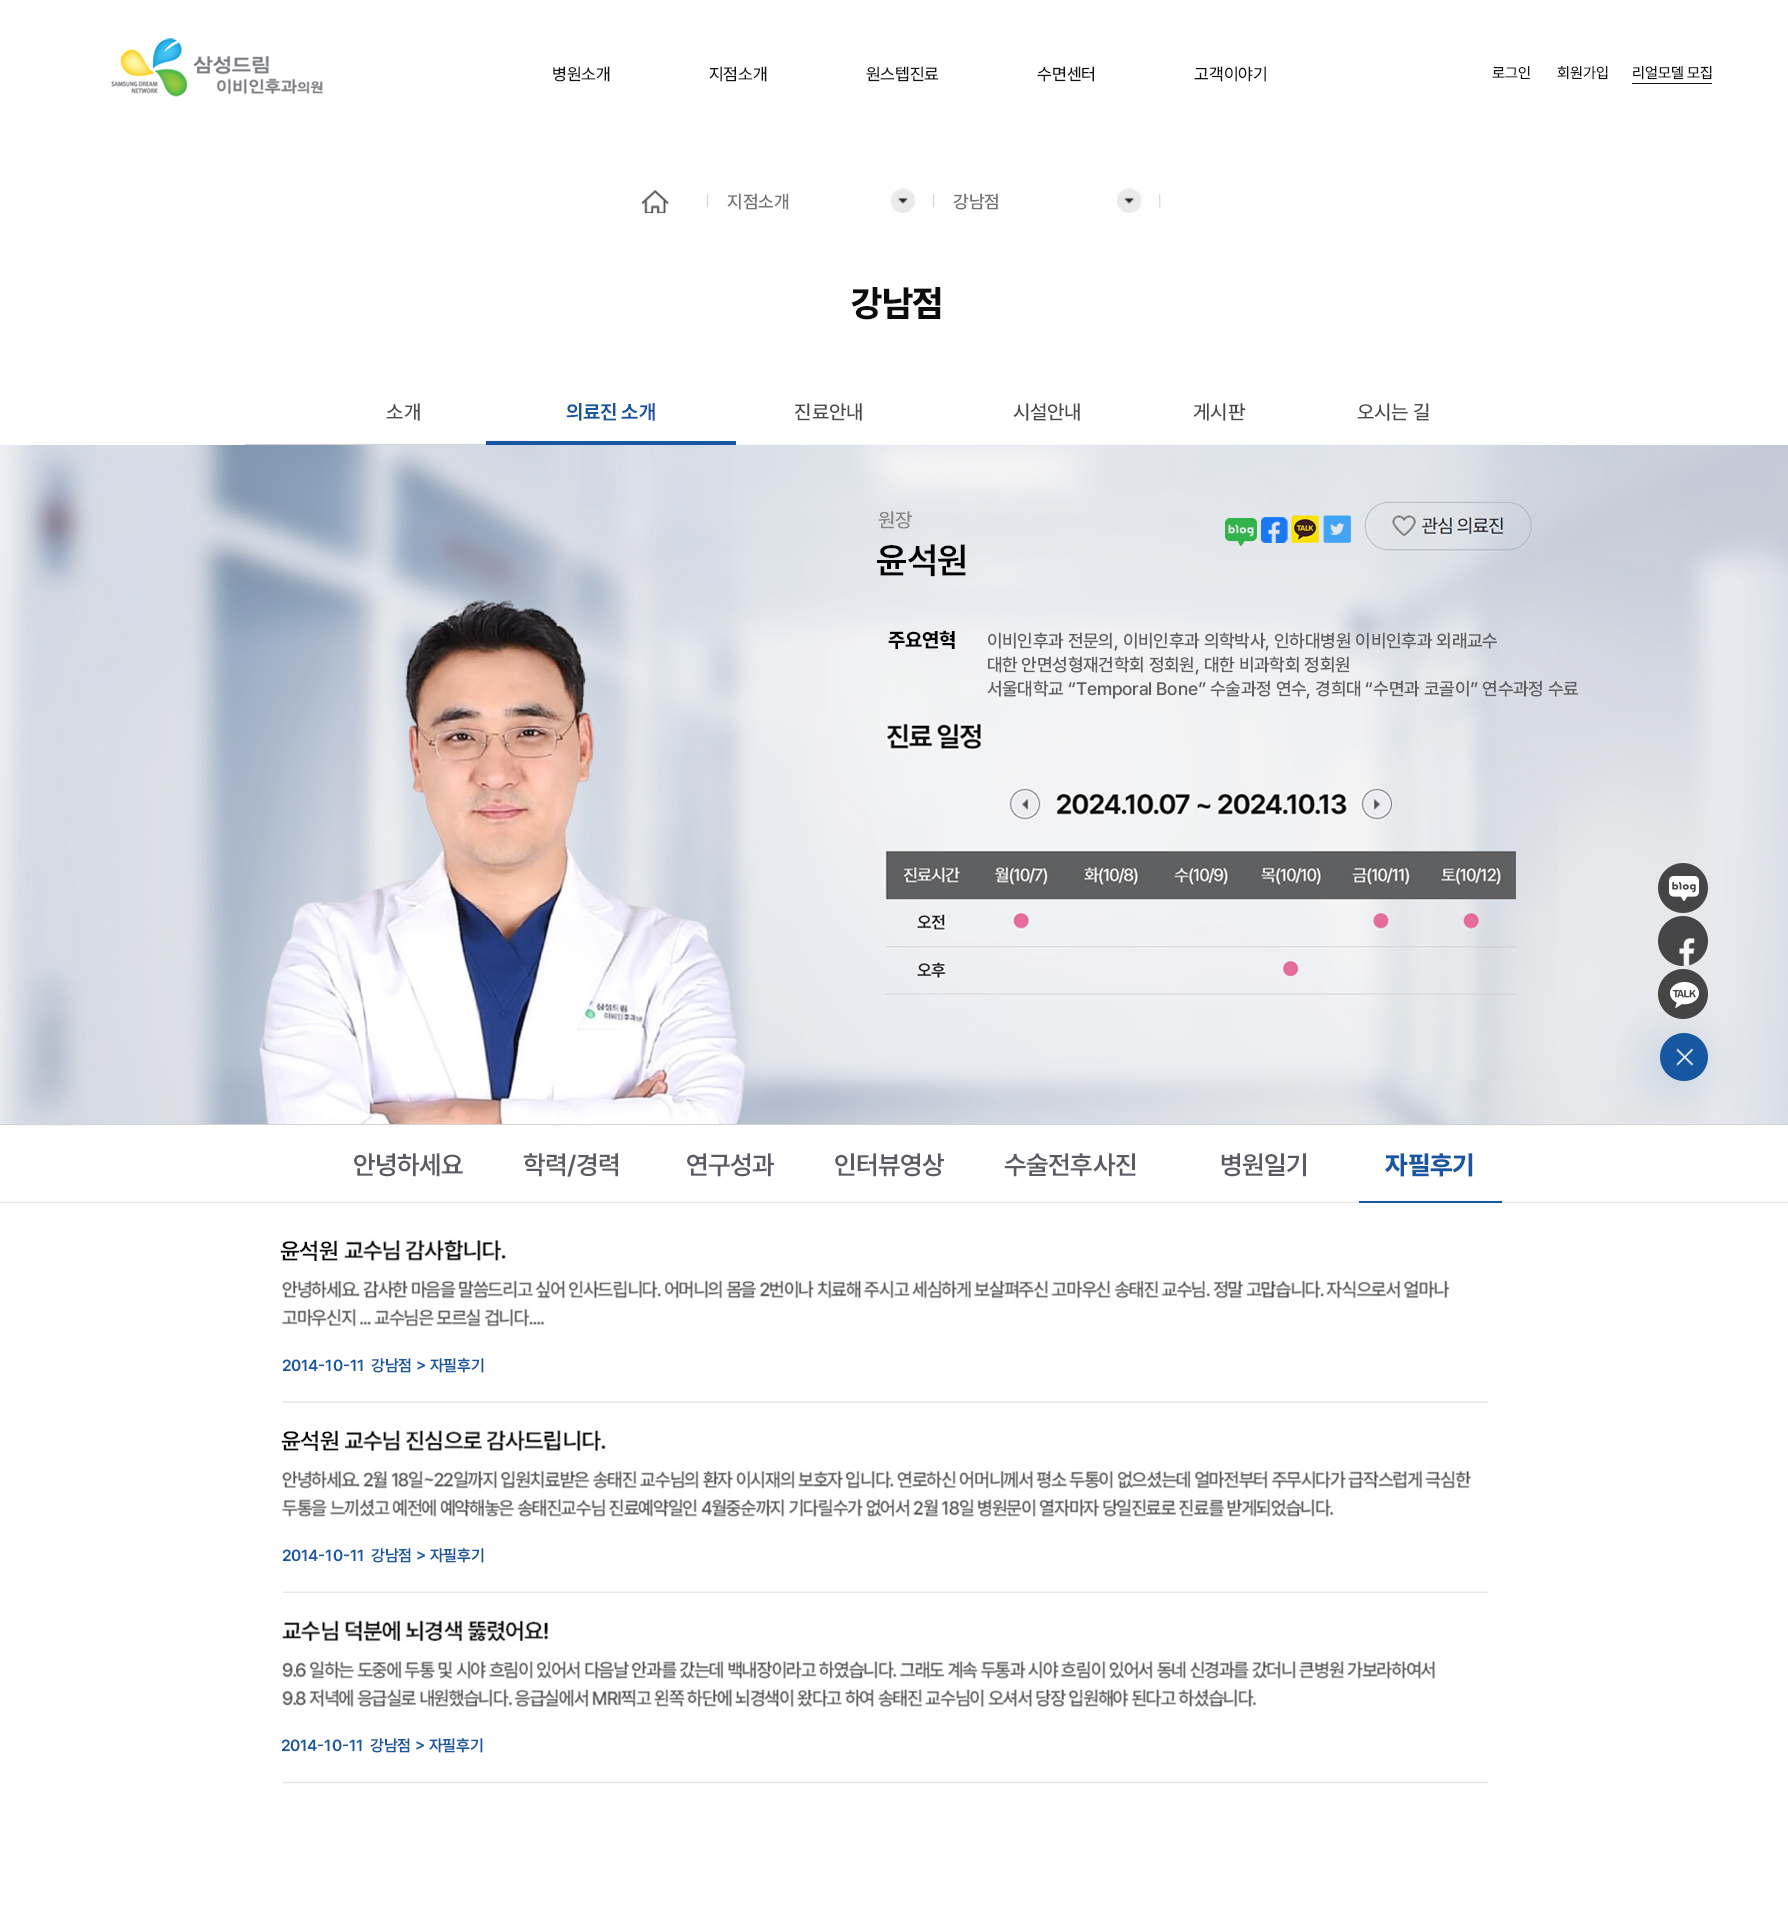 삼성드림
이비인후과의원
SAMSUNG DREAM
NETWORK
병원소개 지점소개 원스텝진료 수면센터 고객이야기
로그인 회원가입 리얼모델 모집
지점소개 강남점
강남점
소개 의료진 소개 진료안내 시설안내 게시판 오시는 길
원장
윤석원
blog TALK
관심 의료진
주요연혁
이비인후과 전문의, 이비인후과 의학박사, 인하대병원 이비인후과 외래교수
대한 안면성형재건학회 정회원, 대한 비과학회 정회원
서울대학교 “Temporal Bone” 수술과정 연수, 경희대 “수면과 코골이” 연수과정 수료
진료 일정
2024.10.07 ~ 2024.10.13
진료시간 월(10/7) 화(10/8) 수(10/9) 목(10/10) 금(10/11) 토(10/12)
오전
오후
blog
TALK
삼성드림
이비인후과의원
안녕하세요 학력/경력 연구성과 인터뷰영상 수술전후사진 병원일기 자필후기
윤석원 교수님 감사합니다.
안녕하세요. 감사한 마음을 말씀드리고 싶어 인사드립니다. 어머니의 몸을 2번이나 치료해 주시고 세심하게 보살펴주신 고마우신 송태진 교수님. 정말 고맙습니다. 자식으로서 얼마나
고마우신지 ... 교수님은 모르실 겁니다....
2014-10-11 강남점 > 자필후기
윤석원 교수님 진심으로 감사드립니다.
안녕하세요. 2월 18일~22일까지 입원치료받은 송태진 교수님의 환자 이시재의 보호자 입니다. 연로하신 어머니께서 평소 두통이 없으셨는데 얼마전부터 주무시다가 급작스럽게 극심한
두통을 느끼셨고 예전에 예약해놓은 송태진교수님 진료예약일인 4월중순까지 기다릴수가 없어서 2월 18일 병원문이 열자마자 당일진료로 진료를 받게되었습니다.
2014-10-11 강남점 > 자필후기
교수님 덕분에 뇌경색 뚫렸어요!
9.6 일하는 도중에 두통 및 시야 흐림이 있어서 다음날 안과를 갔는데 백내장이라고 하였습니다. 그래도 계속 두통과 시야 흐림이 있어서 동네 신경과를 갔더니 큰병원 가보라하여서
9.8 저녁에 응급실로 내원했습니다. 응급실에서 MRI찍고 왼쪽 하단에 뇌경색이 왔다고 하여 송태진 교수님이 오셔서 당장 입원해야 된다고 하셨습니다.
2014-10-11 강남점 > 자필후기